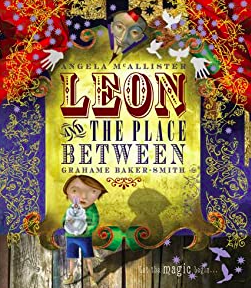 ANGELA McALLISTER
LEON
AND THE PLACE
BETWEEN
GRAHAME BAKER-SMITH
Let the magic begin...